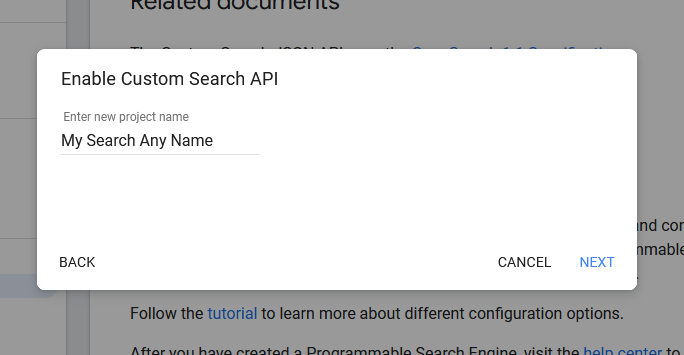 Related documents
Enable Custom Search API
Enter new project name
My Search Any Name
and con
mmable
BACK
CANCEL
NEXT
Follow the tutorial to learn more about different configuration options.
After you have created a Programmable Search Engine, visit the help center to